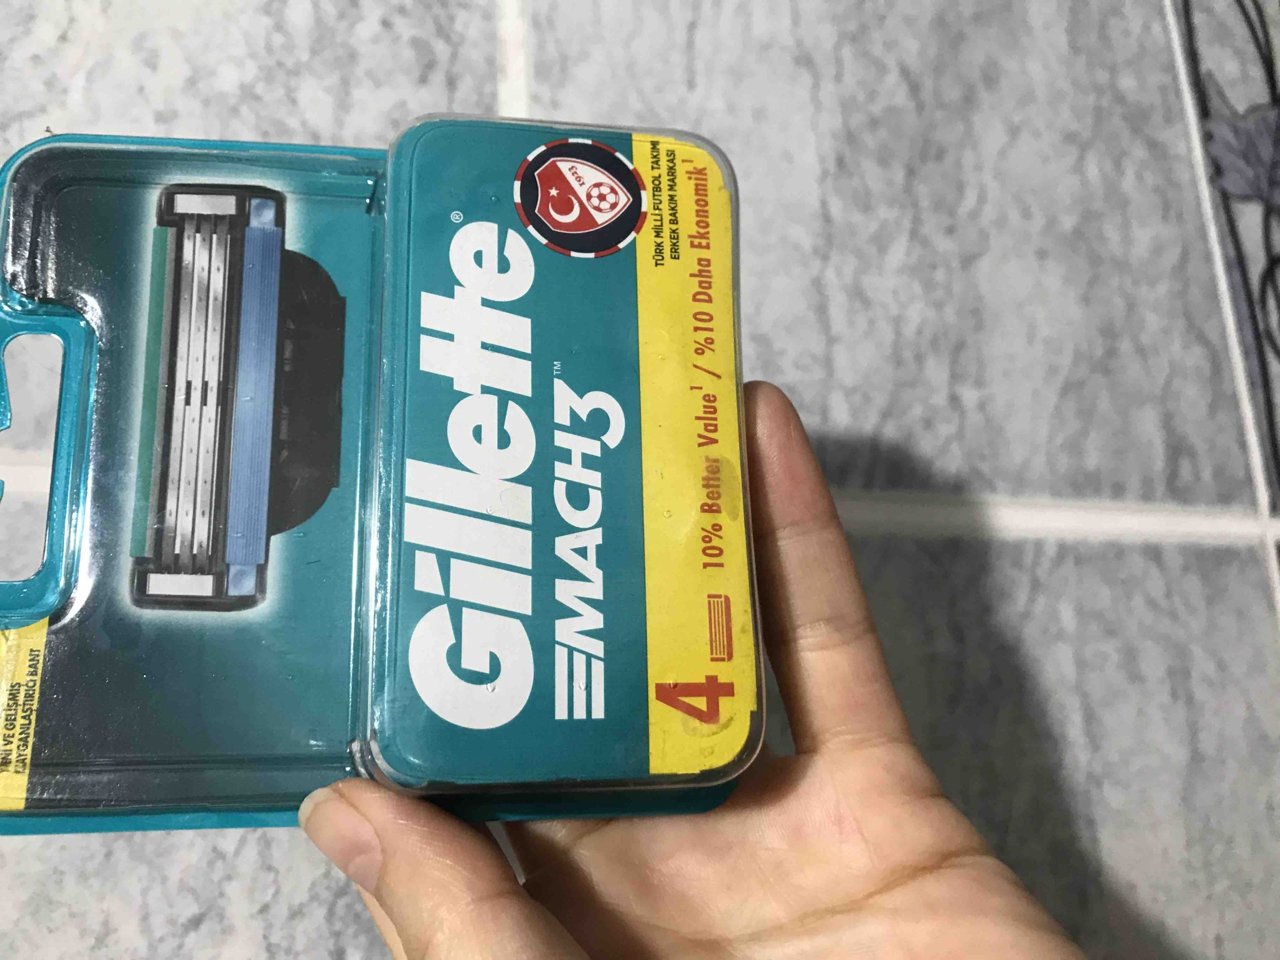 Gillette®
MACH3™
1923
TÜRK MİLLİ FUTBOL TAKIMI
ERKEK BAKIM MARKASI
4 10% Better Value¹ / %10 Daha Ekonomik¹
YENİ VE GELİŞMİŞ
KAYGANLAŞTIRICI BANT